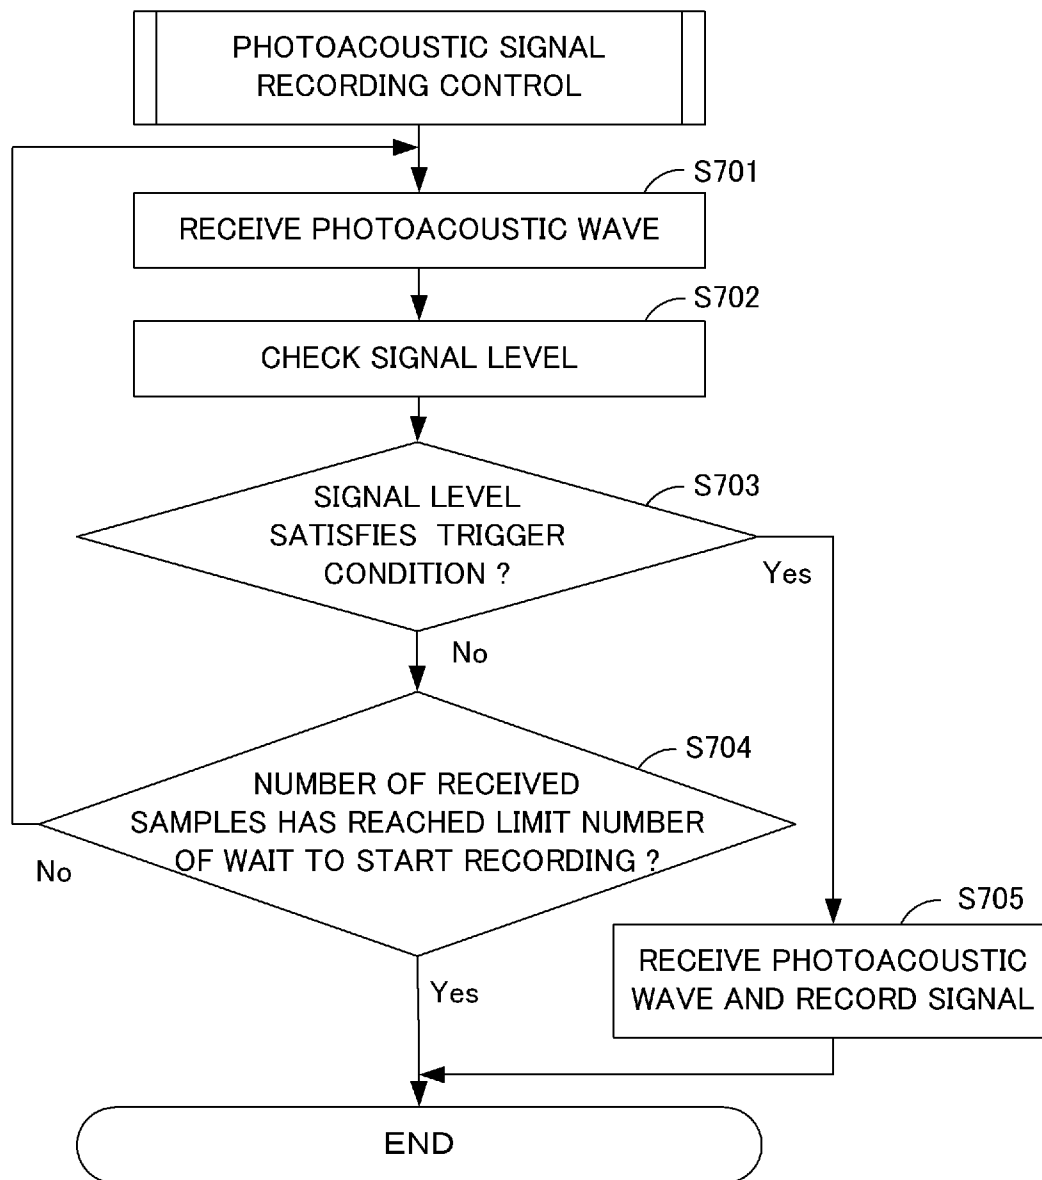 PHOTOACOUSTIC SIGNAL
RECORDING CONTROL
S701
RECEIVE PHOTOACOUSTIC WAVE
S702
CHECK SIGNAL LEVEL
S703
SIGNAL LEVEL
SATISFIES TRIGGER
CONDITION ?
Yes
No
S704
NUMBER OF RECEIVED
SAMPLES HAS REACHED LIMIT NUMBER
OF WAIT TO START RECORDING ?
No
S705
RECEIVE PHOTOACOUSTIC
WAVE AND RECORD SIGNAL
Yes
END